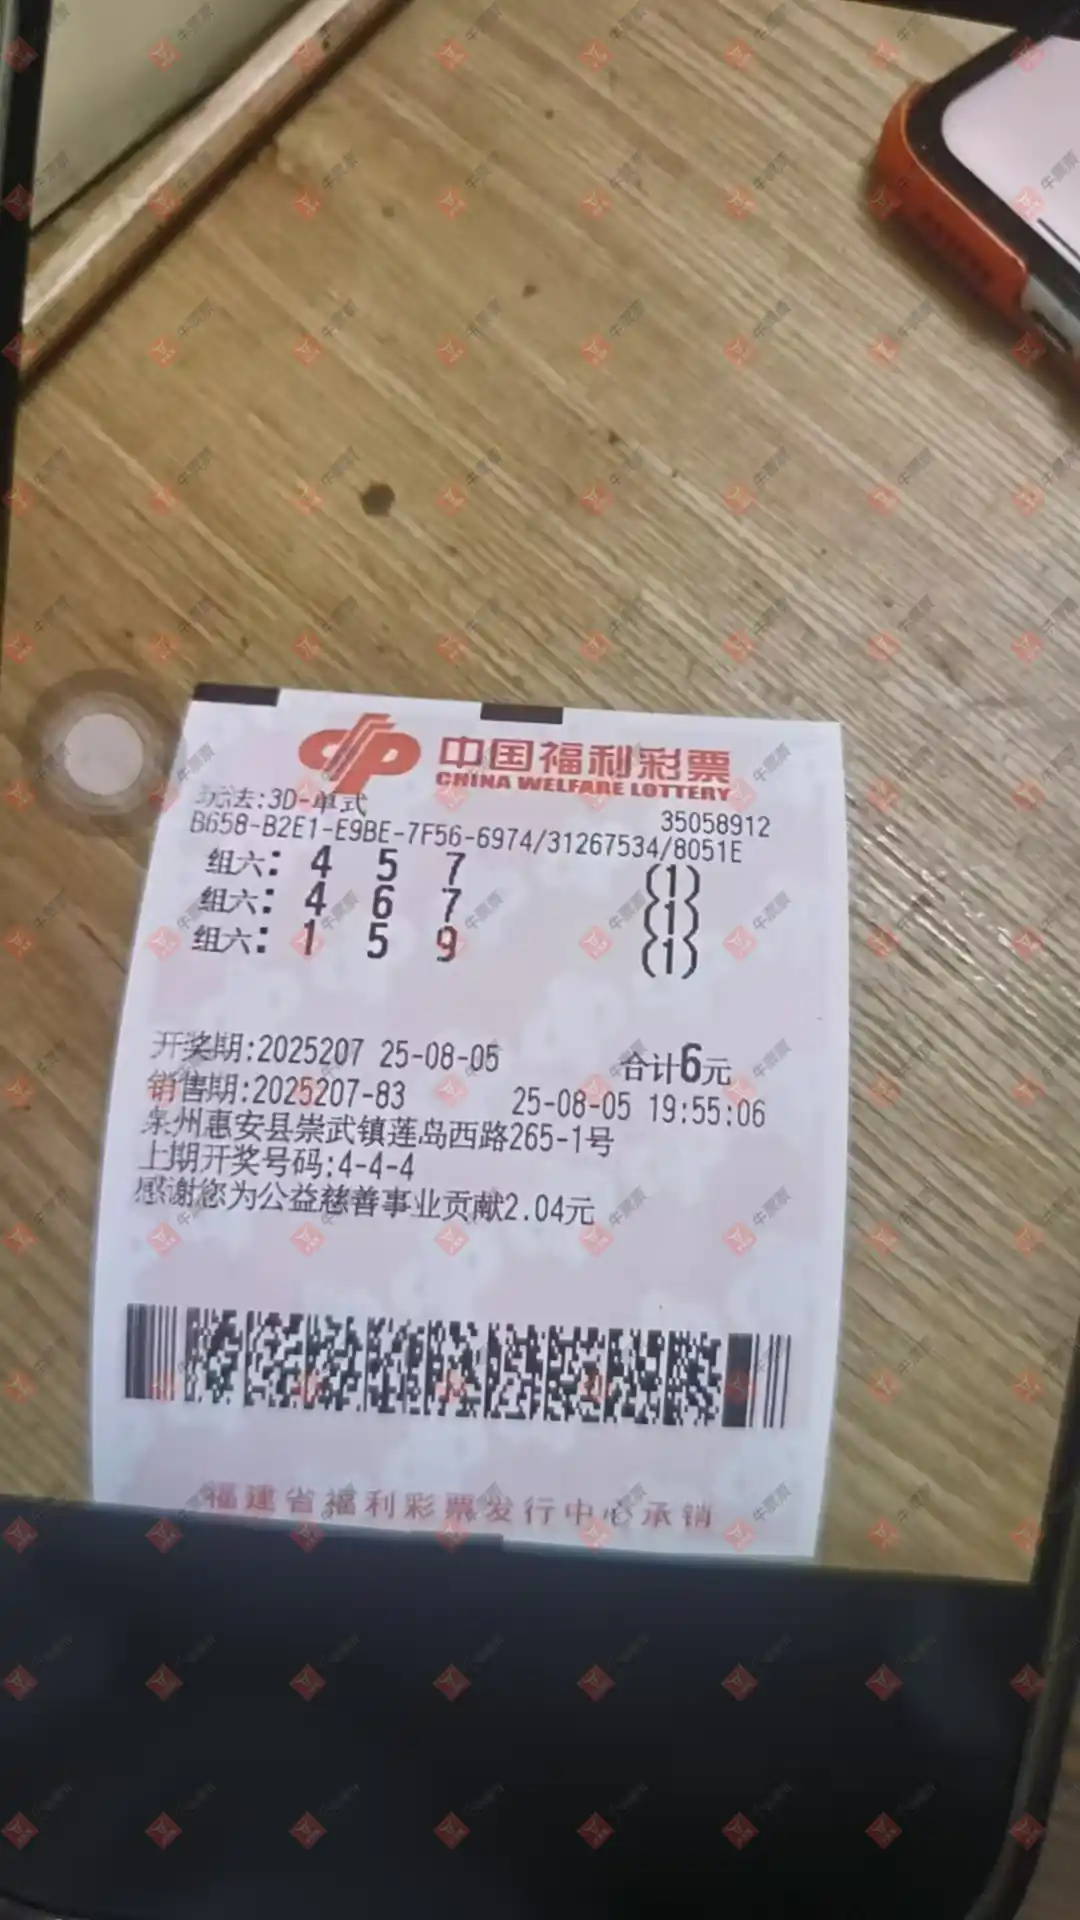 中国福利彩票
CHINA WELFARE LOTTERY
玩法:3D-单式
35058912
B658-B2E1-E9BE-7F56-6974/31267534/8051E
组六: 4 5 7 (1)
组六: 4 6 7 (1)
组六: 1 5 9 (1)
开奖期:2025207 25-08-05 合计6元
销售期:2025207-83 25-08-05 19:55:06
泉州惠安县崇武镇莲岛西路265-1号
上期开奖号码:4-4-4
感谢您为公益慈善事业贡献2.04元
福建省福利彩票发行中心承销